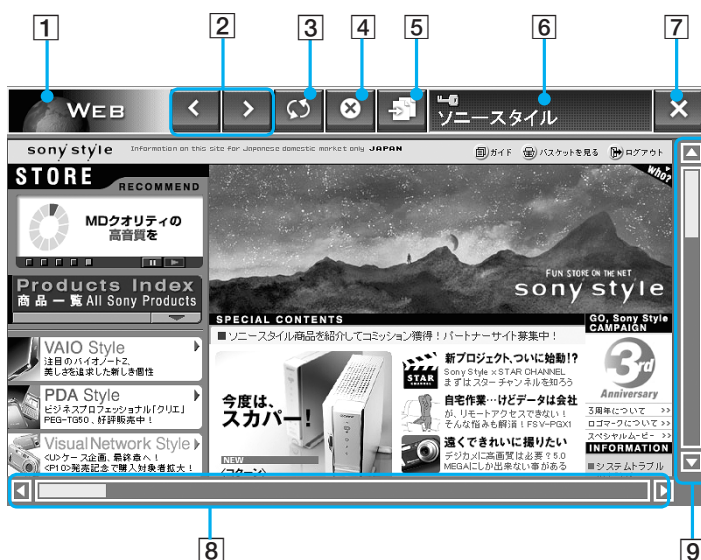 1
2
3
4
5
6
7
WEB
ソニースタイル
sony style
Information on this site for Japanese domestic market only JAPAN
ガイド
バスケットを見る
ログアウト
STORE
RECOMMEND
MDクオリティの
高音質を
Products Index
商品一覧 All Sony Products
VAIO Style
注目のバイオノートZ、
美しさを追求した新しき個性
PDA Style
ビジネスプロフェッショナル「クリエ」
PEG-TG50、好評販売中！
Visual Network Style
<U>ケース企画、最終章へ！
<P10>発売記念で購入対象者拡大！
Who?
FUN STORE ON THE NET
sony style
SPECIAL CONTENTS
■ソニースタイル商品を紹介してコミッション獲得！パートナーサイト募集中！
今度は、
スカパー！
NEW
<コクーン>
STAR
新プロジェクト、ついに始動!?
Sony Style×STAR CHANNEL
まずはスターチャンネルを知ろう
自宅作業…けどデータは会社
が、リモートアクセスできない！
そんな悩みも解消！FSV-PGX1
遠くできれいに撮りたい
デジカメに高画質は必要？5.0
MEGAにしか出来ない事がある
GO, Sony Style
CAMPAIGN
3rd
Anniversary
3周年について >>
ロゴマークについて >>
スペシャルムービー >>
INFORMATION
■システムトラブル
8
9